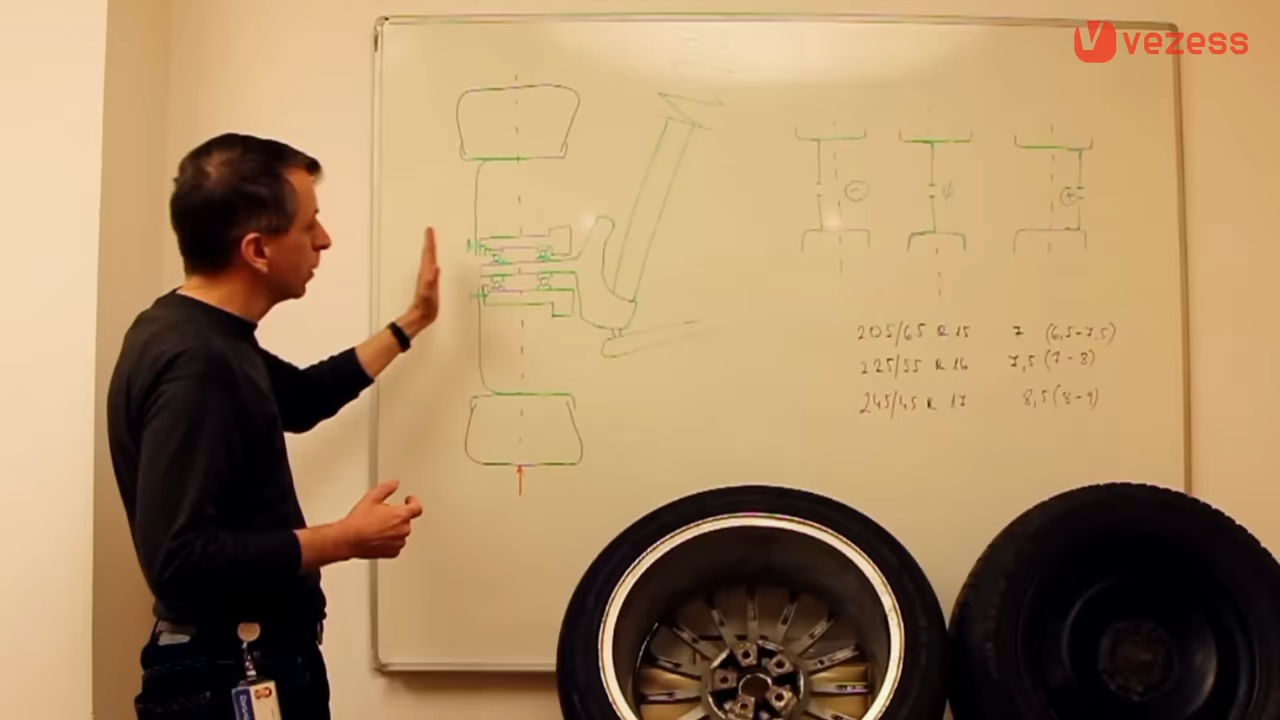 vezess
205/65 R 15 7 (6,5-7,5)
225/55 R 16 7,5 (7-8)
245/45 R 17 8,5 (8-9)